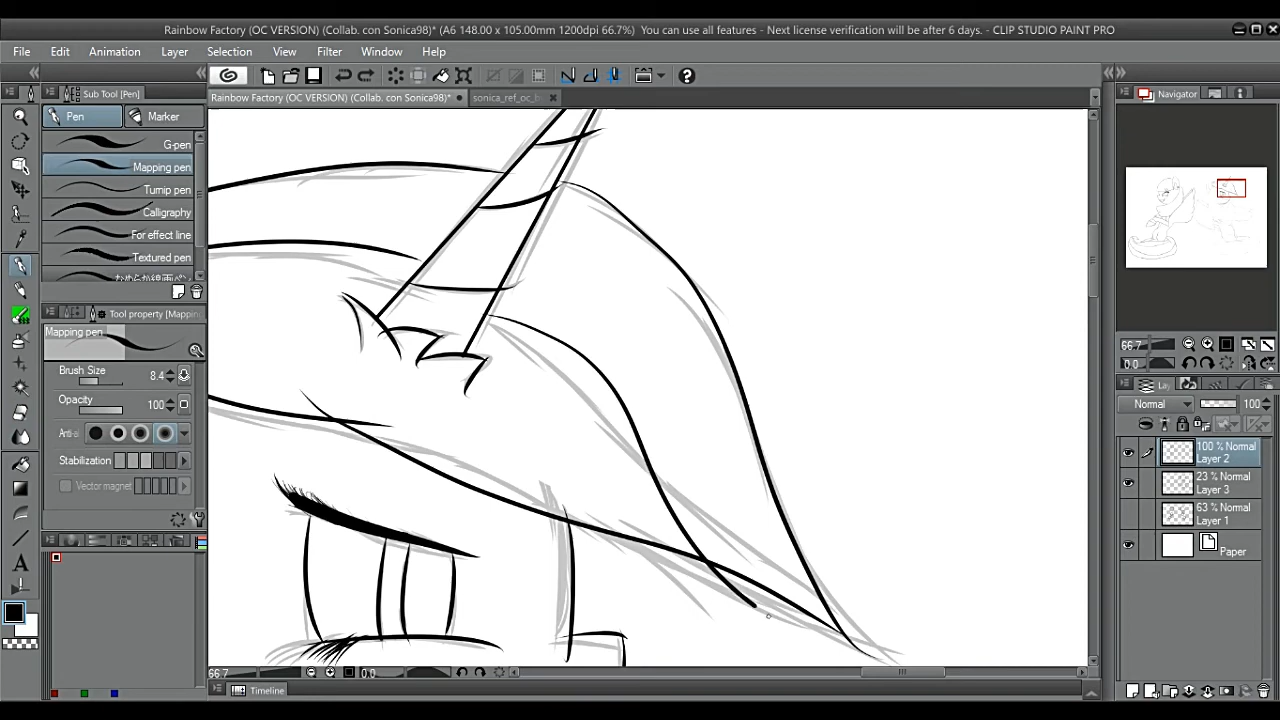 Rainbow Factory (OC VERSION) (Collab. con Sonica98)* (A6 148.00 x 105.00mm 1200dpi 66.7%)  You can use all features - Next license verification will be after 6 days. - CLIP STUDIO PAINT PRO
File Edit Animation Layer Selection View Filter Window Help
Sub Tool [Pen]
Rainbow Factory (OC VERSION) (Collab. con Sonica98)*
sonica_ref_oc_b
Navigator
Pen
Marker
G-pen
Mapping pen
Turnip pen
Calligraphy
For effect line
Textured pen
Tool property [Mappin
Mapping pen
Brush Size 8.4
Opacity 100
Anti-a
Stabilization
Vector magnet
66.7
0.0
Lay
Normal 100
100 % Normal
Layer 2
23 % Normal
Layer 3
63 % Normal
Layer 1
Paper
66.7
0.0
Timeline